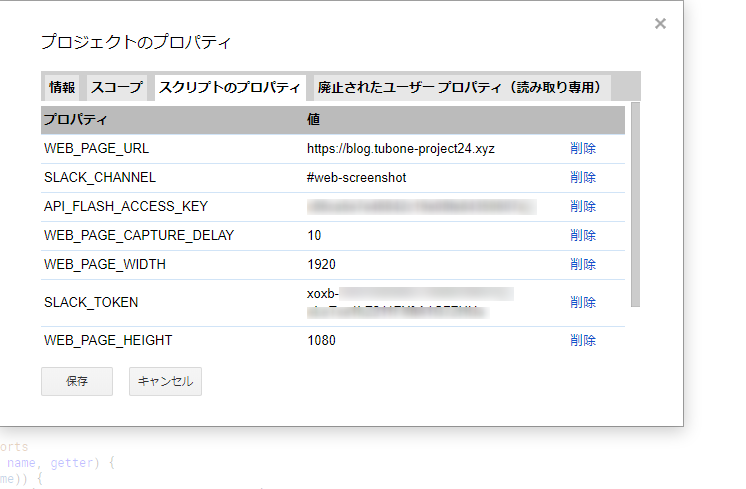 プロジェクトのプロパティ
情報 スコープ スクリプトのプロパティ 廃止されたユーザー プロパティ（読み取り専用）
プロパティ 値
WEB_PAGE_URL https://blog.tubone-project24.xyz 削除
SLACK_CHANNEL #web-screenshot 削除
API_FLASH_ACCESS_KEY 削除
WEB_PAGE_CAPTURE_DELAY 10 削除
WEB_PAGE_WIDTH 1920 削除
SLACK_TOKEN xoxb- 削除
WEB_PAGE_HEIGHT 1080 削除
保存 キャンセル
orts
name, getter) {
me)) {